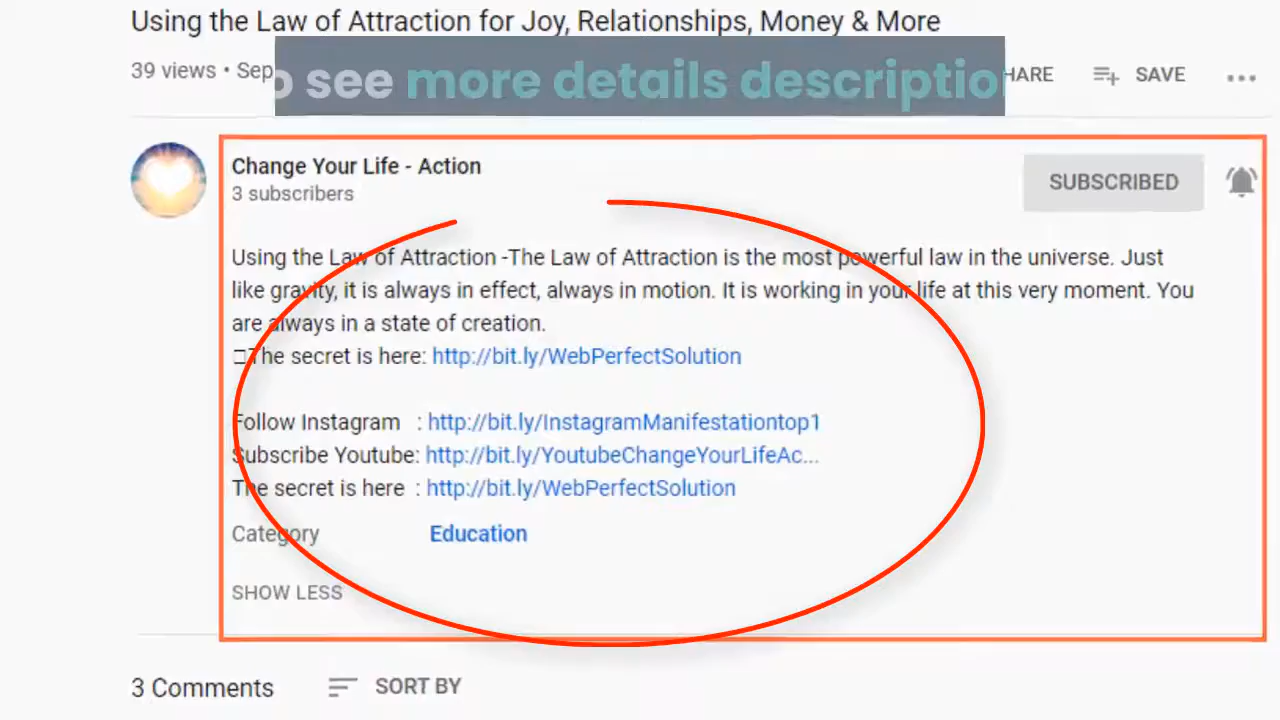 Using the Law of Attraction for Joy, Relationships, Money & More
39 views • Sep
see more details description
SAVE
Change Your Life - Action
3 subscribers
SUBSCRIBED
Using the Law of Attraction -The Law of Attraction is the most powerful law in the universe. Just
like gravity, it is always in effect, always in motion. It is working in your life at this very moment. You
are always in a state of creation.
The secret is here: http://bit.ly/WebPerfectSolution
Follow Instagram : http://bit.ly/InstagramManifestationtop1
Subscribe Youtube: http://bit.ly/YoutubeChangeYourLifeAc...
The secret is here : http://bit.ly/WebPerfectSolution
Category Education
SHOW LESS
3 Comments SORT BY